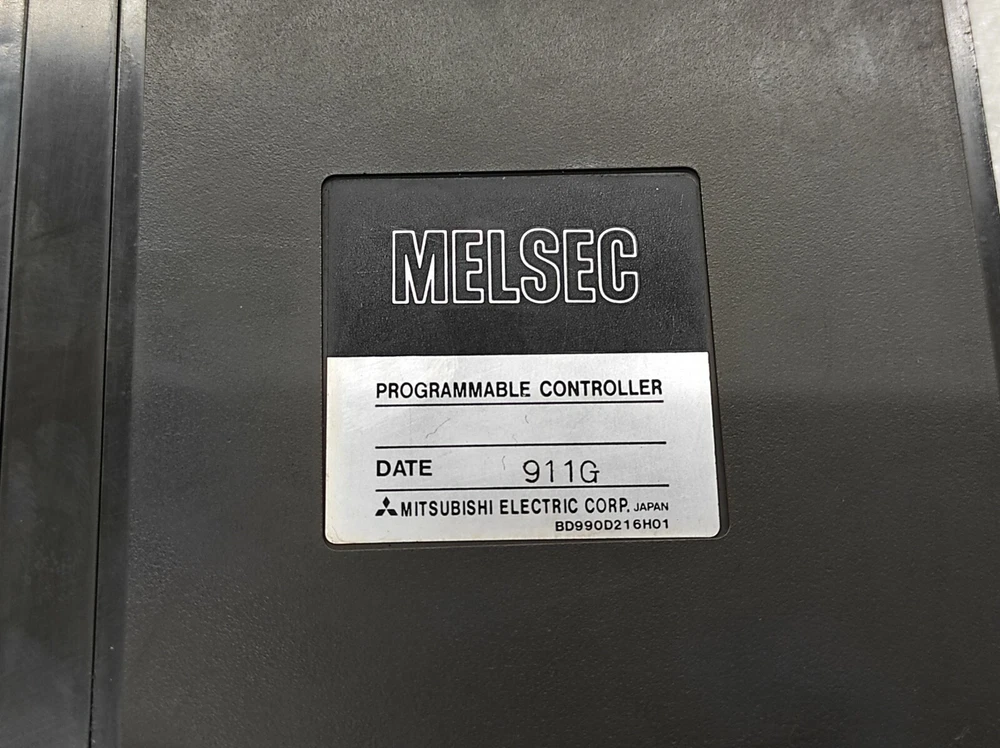 MELSEC
PROGRAMMABLE CONTROLLER
DATE 911G
MITSUBISHI ELECTRIC CORP. JAPAN
BD990D216H01